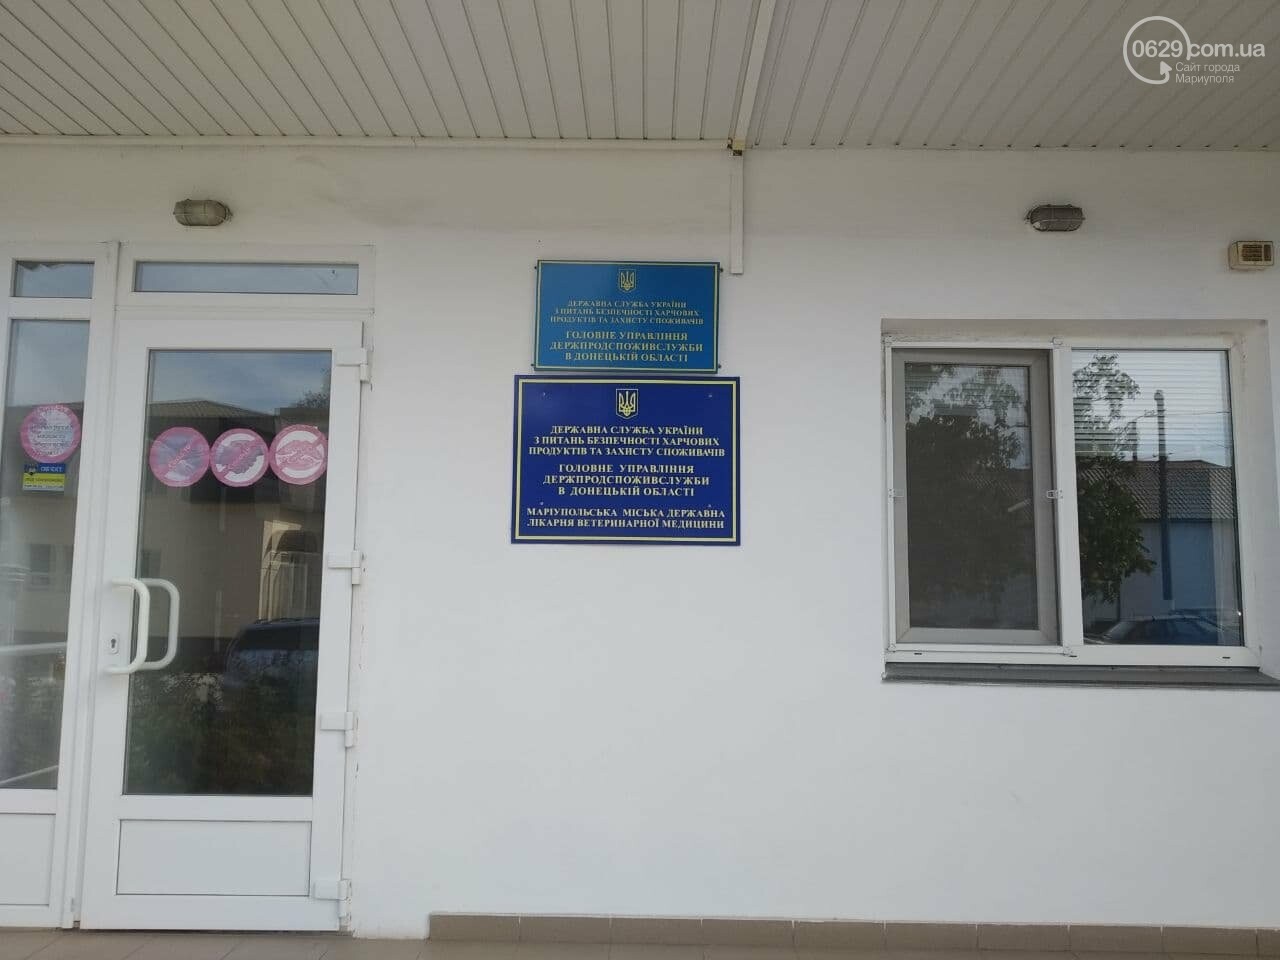 0629.com.ua
Сайт города
Мариуполя
ДЕРЖАВНА СЛУЖБА УКРАЇНИ
З ПИТАНЬ БЕЗПЕЧНОСТІ ХАРЧОВИХ
ПРОДУКТІВ ТА ЗАХИСТУ СПОЖИВАЧІВ
ГОЛОВНЕ УПРАВЛІННЯ
ДЕРЖПРОДСПОЖИВСЛУЖБИ
В ДОНЕЦЬКІЙ ОБЛАСТІ
ДЕРЖАВНА СЛУЖБА УКРАЇНИ
З ПИТАНЬ БЕЗПЕЧНОСТІ ХАРЧОВИХ
ПРОДУКТІВ ТА ЗАХИСТУ СПОЖИВАЧІВ
ГОЛОВНЕ УПРАВЛІННЯ
ДЕРЖПРОДСПОЖИВСЛУЖБИ
В ДОНЕЦЬКІЙ ОБЛАСТІ
МАРІУПОЛЬСЬКА МІСЬКА ДЕРЖАВНА
ЛІКАРНЯ ВЕТЕРИНАРНОЇ МЕДИЦИНИ